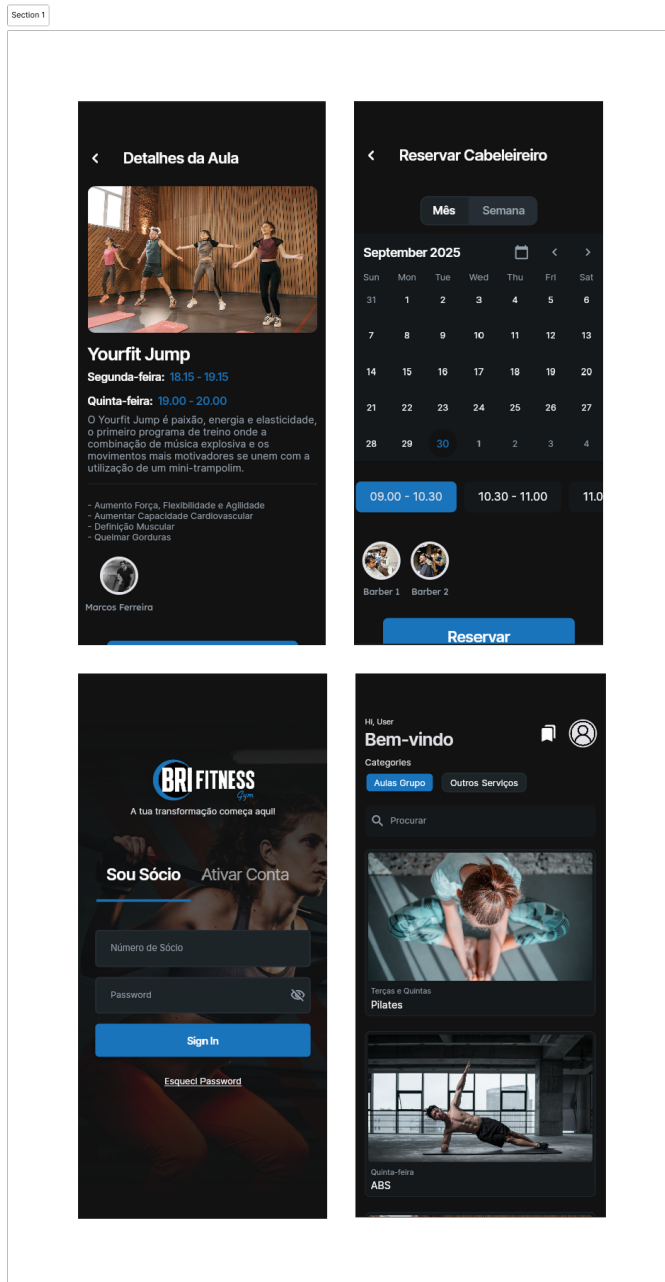 Section 1
Detalhes da Aula
Yourfit Jump
Segunda-feira: 18.15 - 19.15
Quinta-feira: 19.00 - 20.00
O Yourfit Jump é paixão, energia e elasticidade,
o primeiro programa de treino onde a
combinação de música explosiva e os
movimentos mais motivadores se unem com a
utilização de um mini-trampolim.
- Aumento Força, Flexibilidade e Agilidade
- Aumentar Capacidade Cardiovascular
- Definição Muscular
- Queimar Gorduras
Marcos Ferreira
Reservar Cabeleireiro
Mês Semana
September 2025
Sun Mon Tue Wed Thu Fri Sat
31 1 2 3 4 5 6
7 8 9 10 11 12 13
14 15 16 17 18 19 20
21 22 23 24 25 26 27
28 29 30 1 2 3 4
09.00 - 10.30 10.30 - 11.00 11.0
Barber 1 Barber 2
Reservar
BRI FITNESS
Gym
A tua transformação começa aqui!
Sou Sócio Ativar Conta
Número de Sócio
Password
Sign In
Esqueci Password
Hi, User
Bem-vindo
Categories
Aulas Grupo Outros Serviços
Procurar
Terças e Quintas
Pilates
Quinta-feira
ABS